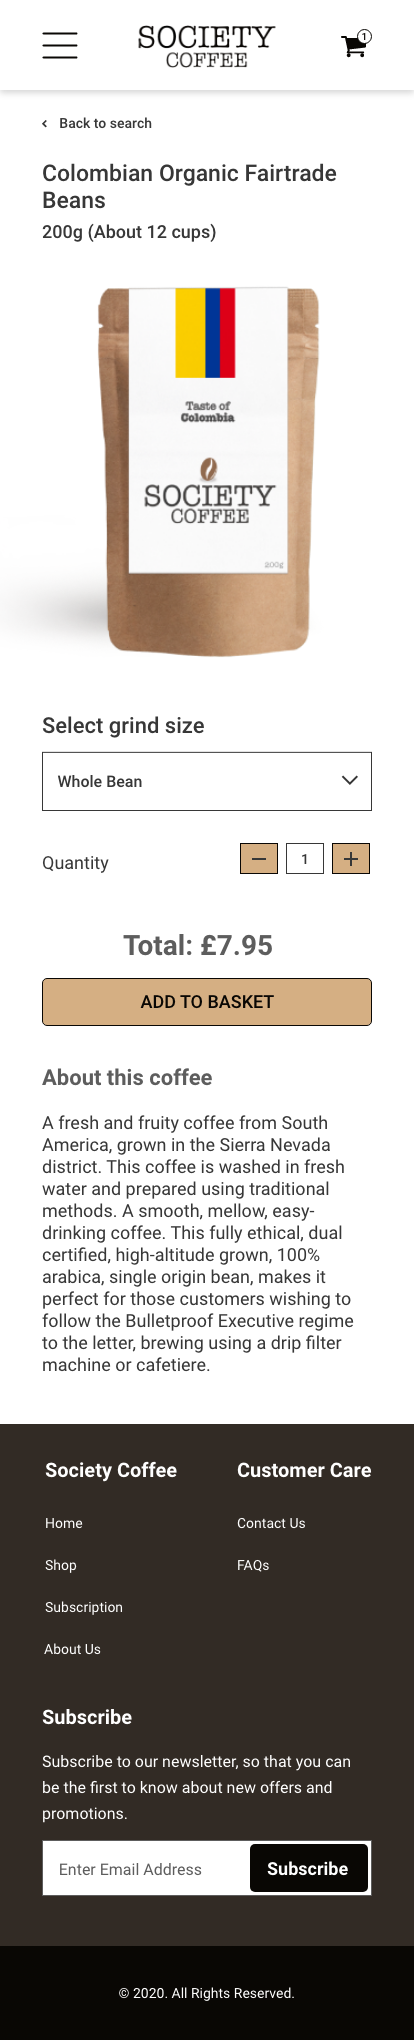 SOCIETY
COFFEE
1
Back to search
Colombian Organic Fairtrade
Beans
200g (About 12 cups)
Taste of
Colombia
SOCIETY
COFFEE
200g
Select grind size
Whole Bean
Quantity
1
Total: £7.95
ADD TO BASKET
About this coffee
A fresh and fruity coffee from South
America, grown in the Sierra Nevada
district. This coffee is washed in fresh
water and prepared using traditional
methods. A smooth, mellow, easy-
drinking coffee. This fully ethical, dual
certified, high-altitude grown, 100%
arabica, single origin bean, makes it
perfect for those customers wishing to
follow the Bulletproof Executive regime
to the letter, brewing using a drip filter
machine or cafetiere.
Society Coffee
Customer Care
Home
Contact Us
Shop
FAQs
Subscription
About Us
Subscribe
Subscribe to our newsletter, so that you can
be the first to know about new offers and
promotions.
Enter Email Address
Subscribe
© 2020. All Rights Reserved.